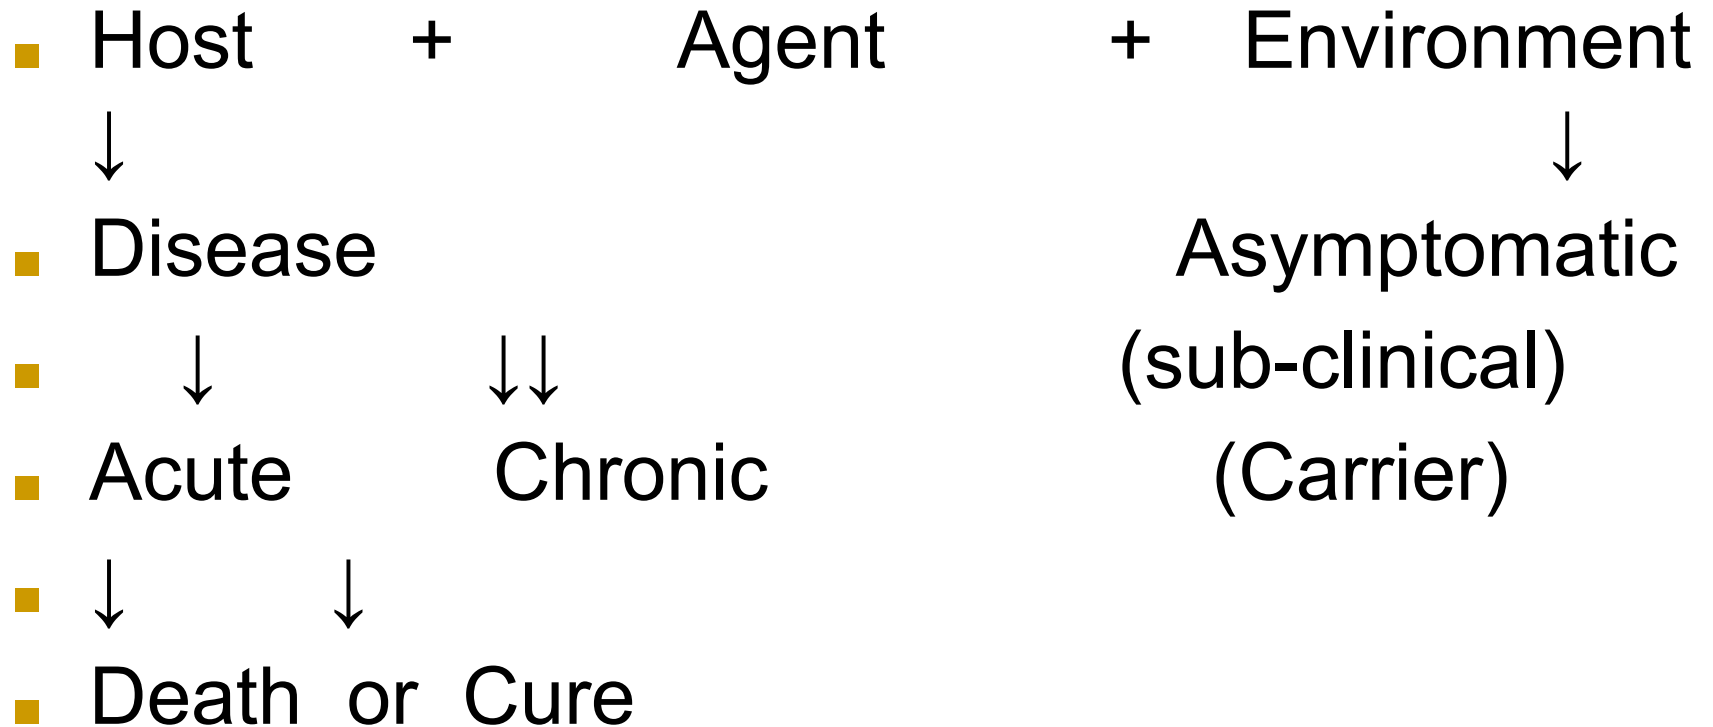 ■ Host + Agent + Environment
↓ ↓
■ Disease Asymptomatic
■ ↓ ↓↓ (sub-clinical)
■ Acute Chronic (Carrier)
■ ↓ ↓
■ Death or Cure